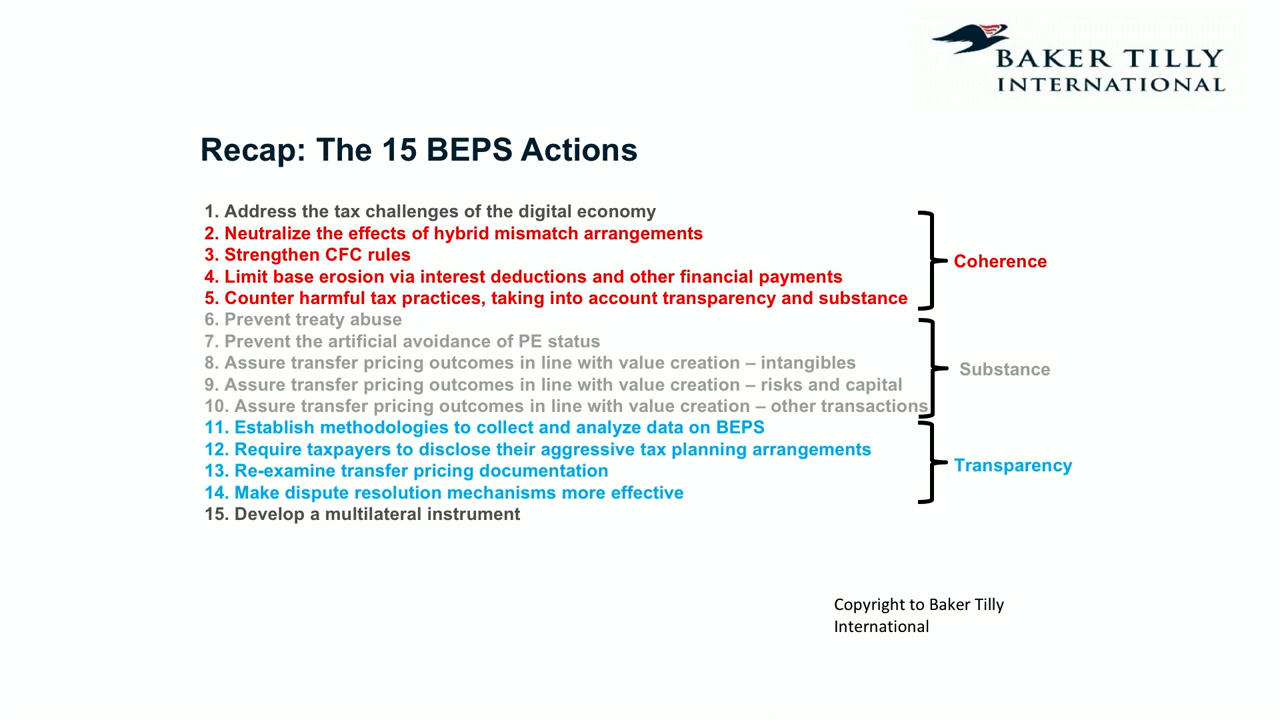 BAKER TILLY
INTERNATIONAL
Recap: The 15 BEPS Actions
1. Address the tax challenges of the digital economy
2. Neutralize the effects of hybrid mismatch arrangements
3. Strengthen CFC rules
4. Limit base erosion via interest deductions and other financial payments
5. Counter harmful tax practices, taking into account transparency and substance
Coherence
6. Prevent treaty abuse
7. Prevent the artificial avoidance of PE status
8. Assure transfer pricing outcomes in line with value creation – intangibles
9. Assure transfer pricing outcomes in line with value creation – risks and capital
10. Assure transfer pricing outcomes in line with value creation – other transactions
Substance
11. Establish methodologies to collect and analyze data on BEPS
12. Require taxpayers to disclose their aggressive tax planning arrangements
13. Re-examine transfer pricing documentation
14. Make dispute resolution mechanisms more effective
Transparency
15. Develop a multilateral instrument
Copyright to Baker Tilly
International